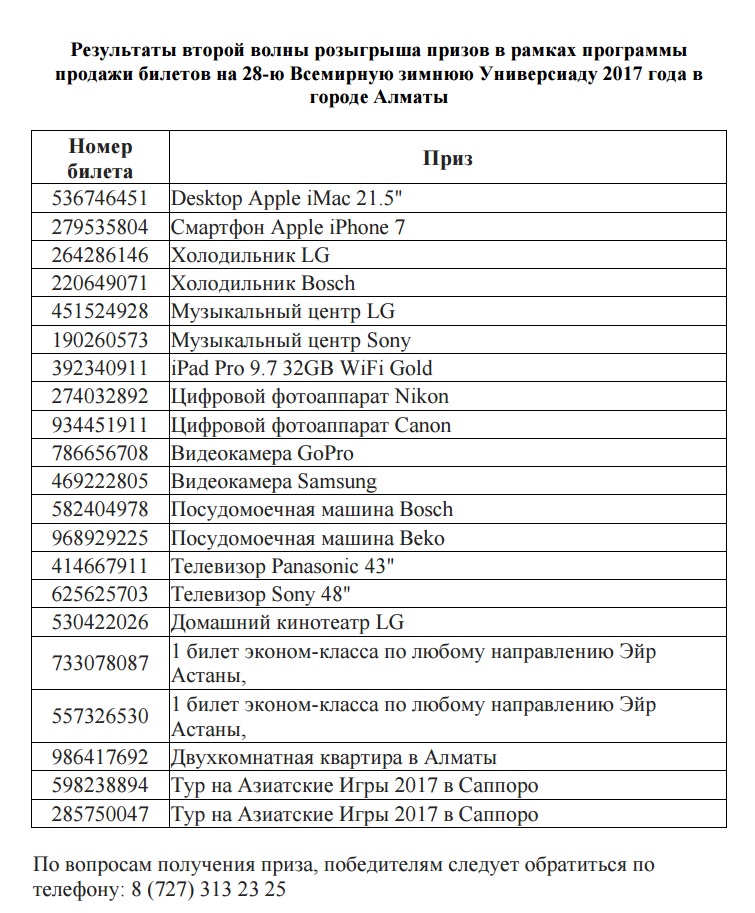 Результаты второй волны розыгрыша призов в рамках программы
продажи билетов на 28-ю Всемирную зимнюю Универсиаду 2017 года в
городе Алматы
Номер
билета
Приз
536746451 Desktop Apple iMac 21.5"
279535804 Смартфон Apple iPhone 7
264286146 Холодильник LG
220649071 Холодильник Bosch
451524928 Музыкальный центр LG
190260573 Музыкальный центр Sony
392340911 iPad Pro 9.7 32GB WiFi Gold
274032892 Цифровой фотоаппарат Nikon
934451911 Цифровой фотоаппарат Canon
786656708 Видеокамера GoPro
469222805 Видеокамера Samsung
582404978 Посудомоечная машина Bosch
968929225 Посудомоечная машина Beko
414667911 Телевизор Panasonic 43"
625625703 Телевизор Sony 48"
530422026 Домашний кинотеатр LG
733078087 1 билет эконом-класса по любому направлению Эйр
Астаны,
557326530 1 билет эконом-класса по любому направлению Эйр
Астаны,
986417692 Двухкомнатная квартира в Алматы
598238894 Тур на Азиатские Игры 2017 в Саппоро
285750047 Тур на Азиатские Игры 2017 в Саппоро
По вопросам получения приза, победителям следует обратиться по
телефону: 8 (727) 313 23 25